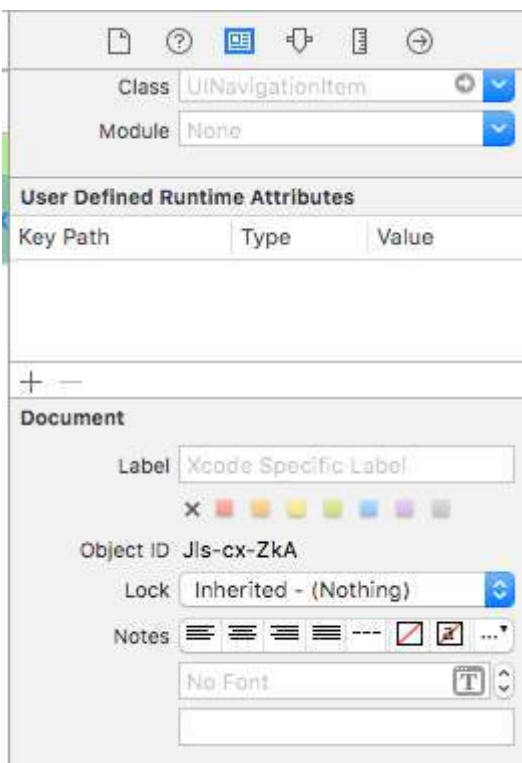 Class UINavigationItem
Module None
User Defined Runtime Attributes
Key Path Type Value
Document
Label Xcode Specific Label
Object ID JIs-cx-ZkA
Lock Inherited - (Nothing)
Notes
No Font